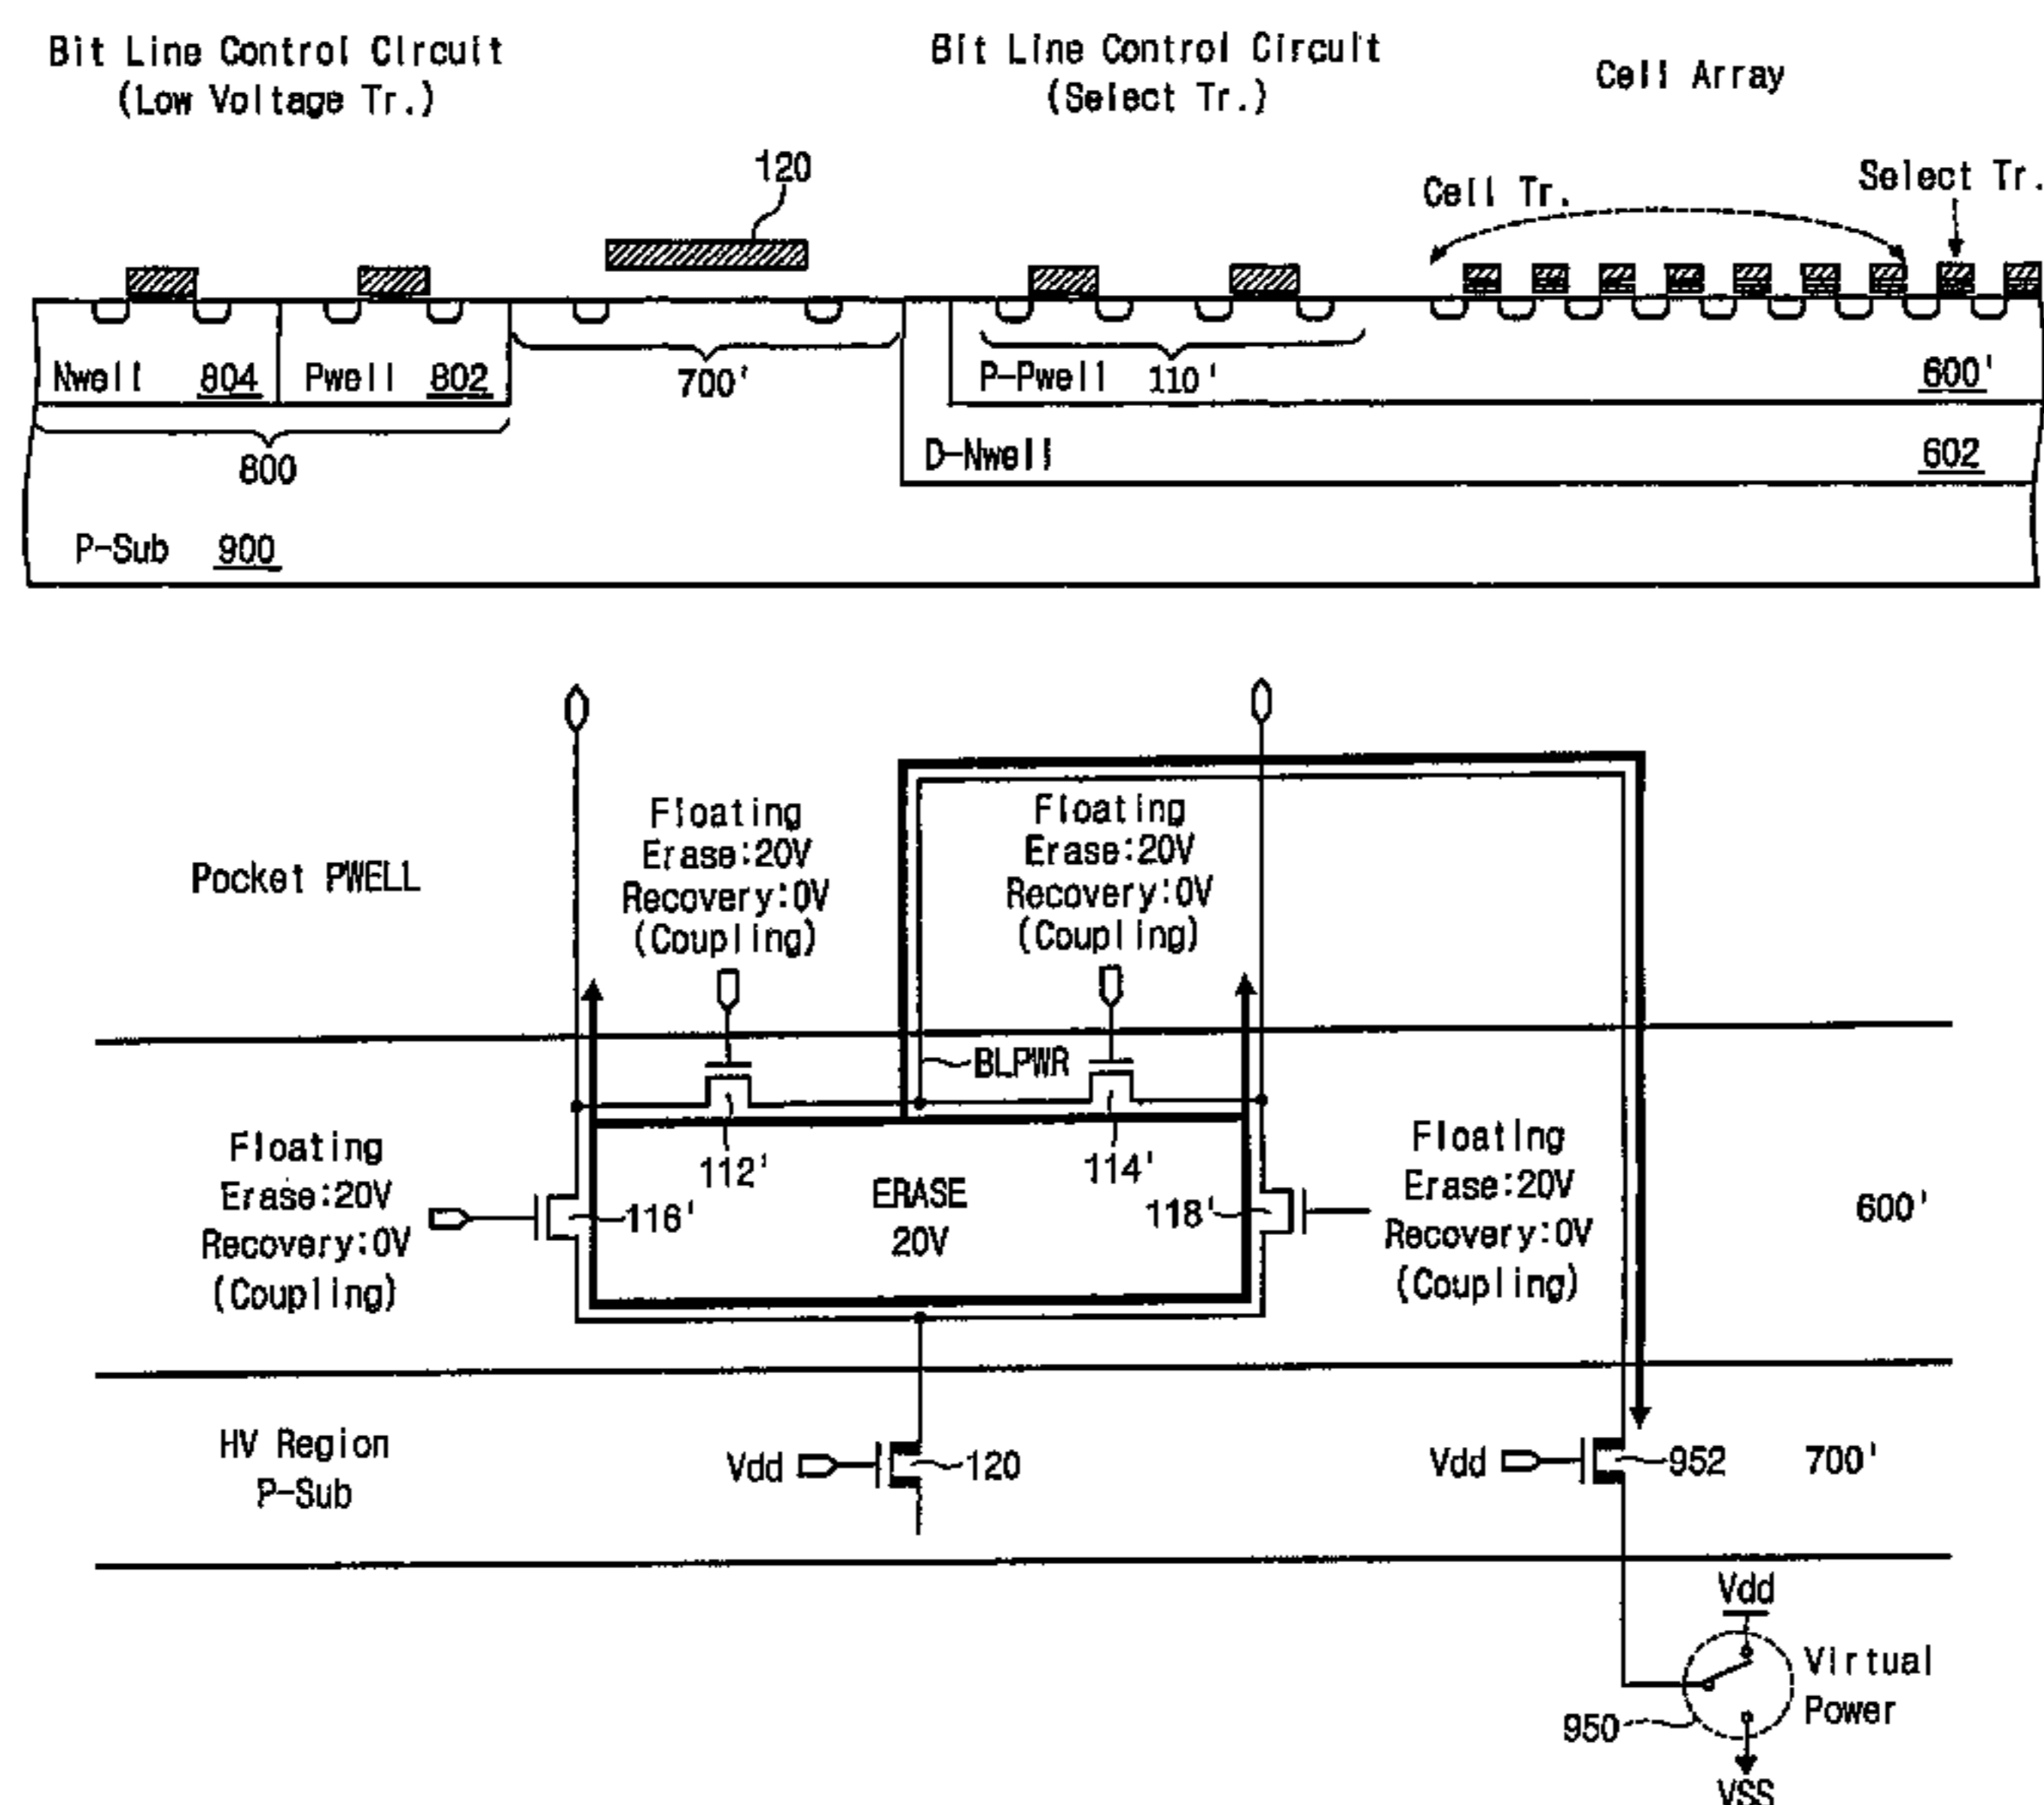 Bit Line Control Circuit
(Low Voltage Tr.)
Bit Line Control Circuit
(Select Tr.)
Cell Array
120
Cell Tr.
Select Tr.
Nwell 804
Pwell 802
700'
P-Pwell 110'
600'
800
D-Nwell
602
P-Sub 900
Pocket PWELL
Floating
Erase:20V
Recovery:0V
(Coupling)
Floating
Erase:20V
Recovery:0V
(Coupling)
BLPWR
112'
114'
Floating
Erase:20V
Recovery:0V
(Coupling)
116'
ERASE
20V
118'
Floating
Erase:20V
Recovery:0V
(Coupling)
600'
HV Region
P-Sub
Vdd
120
Vdd
952
700'
Vdd
Virtual
Power
950
VSS